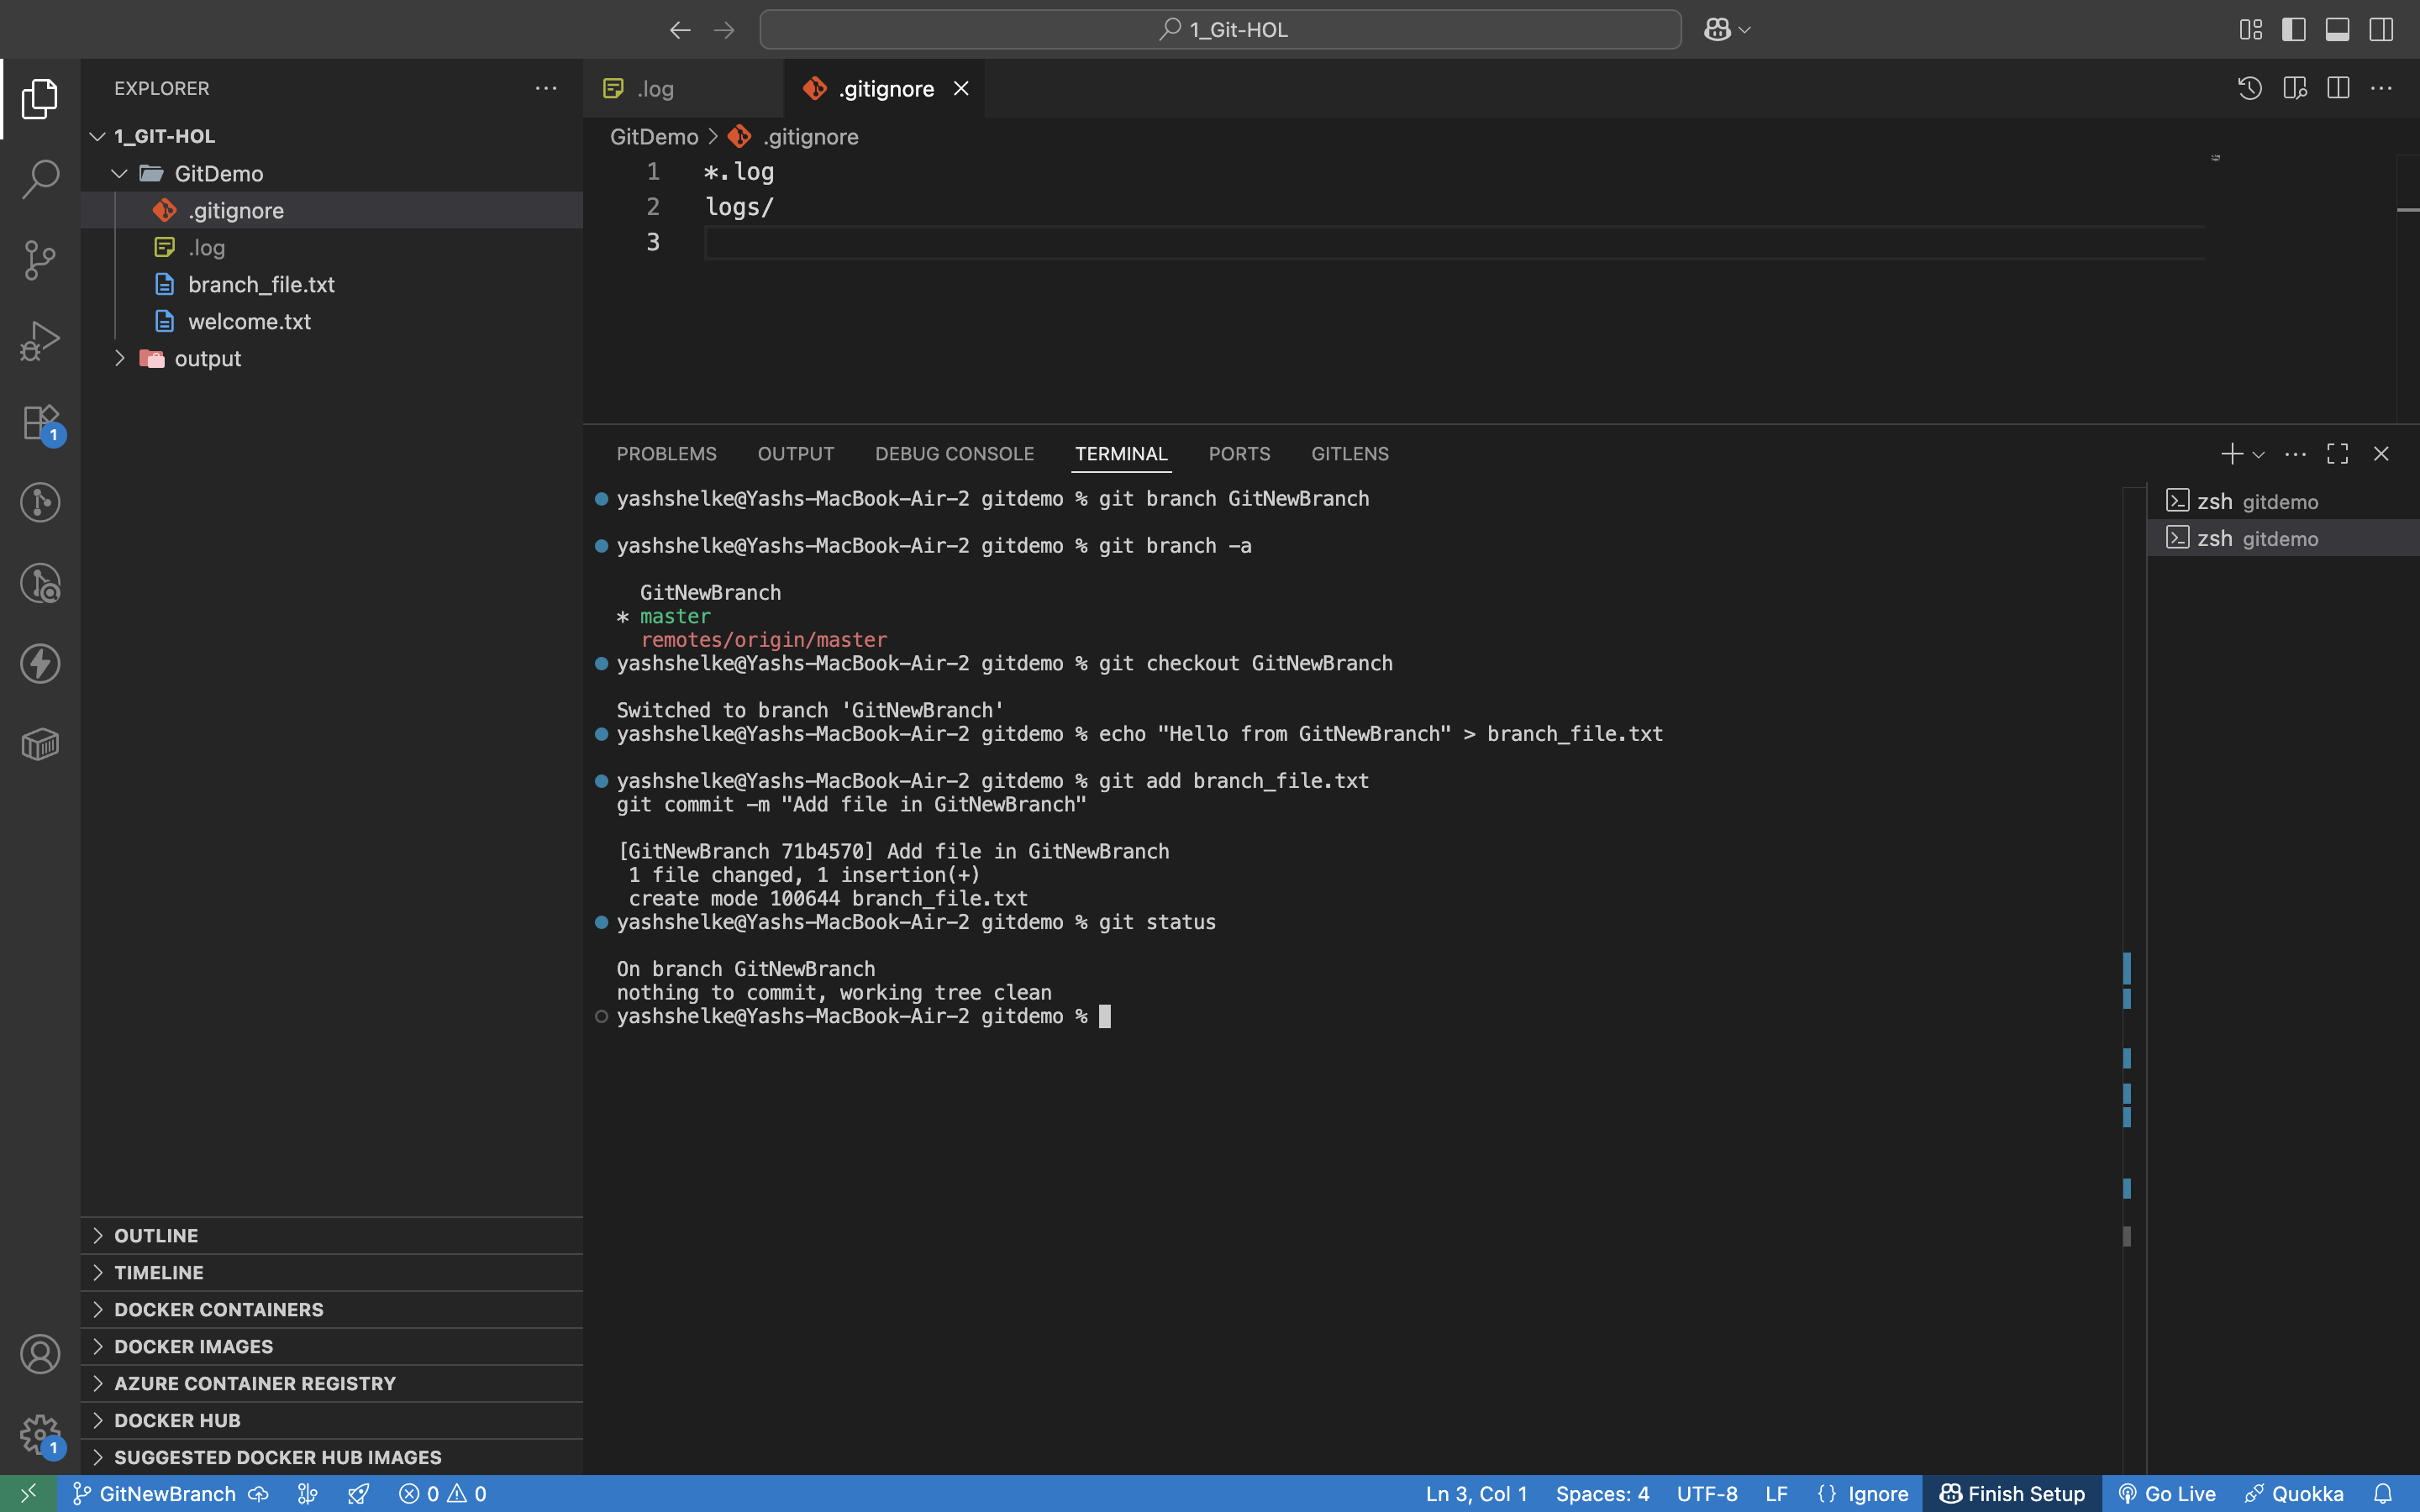 1_Git-HOL
EXPLORER
1_GIT-HOL
GitDemo
.gitignore
.log
branch_file.txt
welcome.txt
output
.log
.gitignore
GitDemo > .gitignore
1 *.log
2 logs/
3
PROBLEMS OUTPUT DEBUG CONSOLE TERMINAL PORTS GITLENS
yashshelke@Yashs-MacBook-Air-2 gitdemo % git branch GitNewBranch
yashshelke@Yashs-MacBook-Air-2 gitdemo % git branch -a
GitNewBranch
* master
remotes/origin/master
yashshelke@Yashs-MacBook-Air-2 gitdemo % git checkout GitNewBranch
Switched to branch 'GitNewBranch'
yashshelke@Yashs-MacBook-Air-2 gitdemo % echo "Hello from GitNewBranch" > branch_file.txt
yashshelke@Yashs-MacBook-Air-2 gitdemo % git add branch_file.txt
git commit -m "Add file in GitNewBranch"
[GitNewBranch 71b4570] Add file in GitNewBranch
1 file changed, 1 insertion(+)
create mode 100644 branch_file.txt
yashshelke@Yashs-MacBook-Air-2 gitdemo % git status
On branch GitNewBranch
nothing to commit, working tree clean
yashshelke@Yashs-MacBook-Air-2 gitdemo %
zsh gitdemo
zsh gitdemo
1
OUTLINE
TIMELINE
DOCKER CONTAINERS
DOCKER IMAGES
AZURE CONTAINER REGISTRY
DOCKER HUB
SUGGESTED DOCKER HUB IMAGES
1
GitNewBranch 0 0 Ln 3, Col 1 Spaces: 4 UTF-8 LF {} Ignore Finish Setup Go Live Quokka